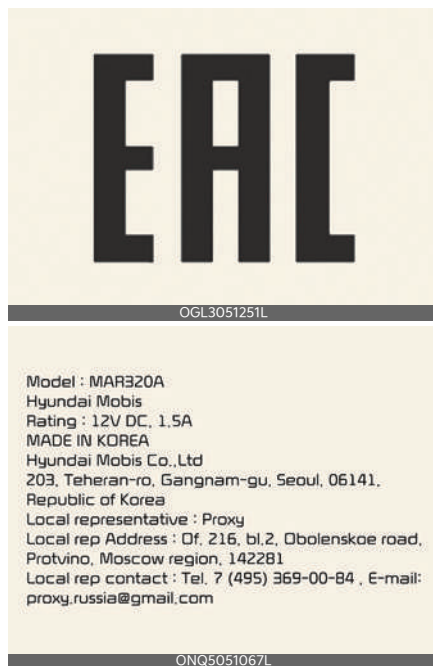 EAC
OGL3051251L
Model : MAR320A
Hyundai Mobis
Rating : 12V DC, 1.5A
MADE IN KOREA
Hyundai Mobis Co.,Ltd
203, Teheran-ro, Gangnam-gu, Seoul, 06141,
Republic of Korea
Local representative : Proxy
Local rep Address : Of. 216, bl.2, Obolenskoe road,
Protvino, Moscow region, 142281
Local rep contact : Tel. 7 (495) 369-00-84 , E-mail:
proxy.russia@gmail.com
ONQ5051067L